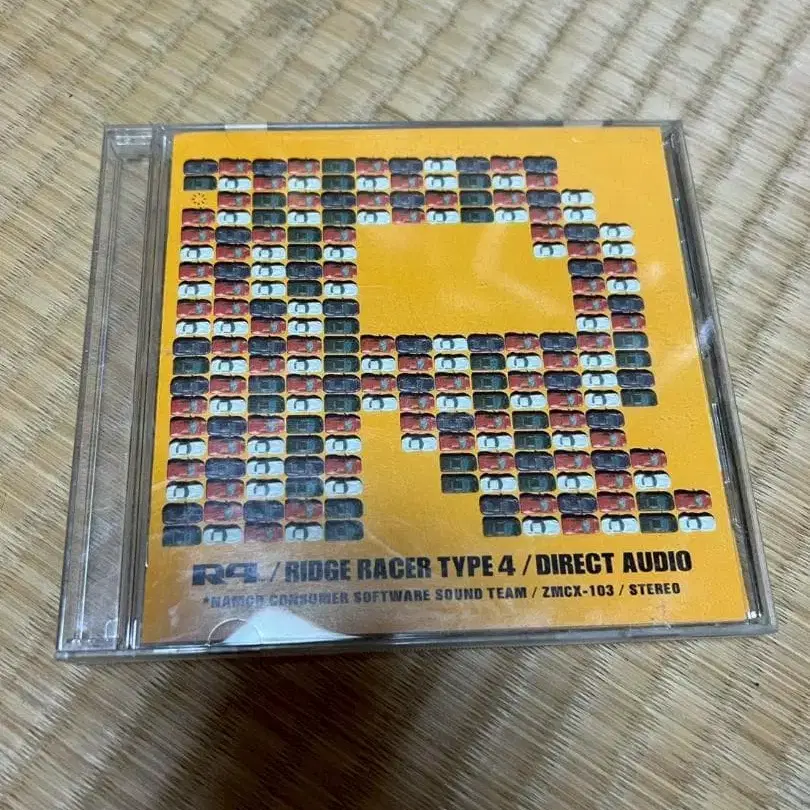 R4. / RIDGE RACER TYPE 4 / DIRECT AUDIO
*NAMCO CONSUMER SOFTWARE SOUND TEAM / ZMCX-103 / STEREO